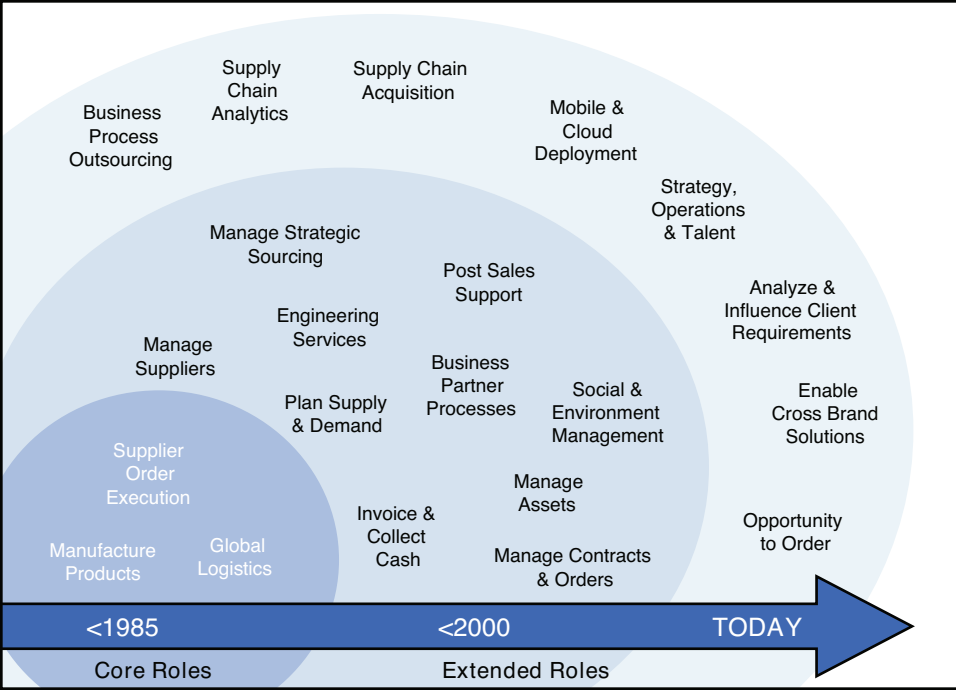 Supply
Chain
Analytics
Supply Chain
Acquisition
Business
Process
Outsourcing
Mobile &
Cloud
Deployment
Strategy,
Operations
& Talent
Manage Strategic
Sourcing
Post Sales
Support
Analyze &
Influence Client
Requirements
Engineering
Services
Manage
Suppliers
Business
Partner
Processes
Plan Supply
& Demand
Social &
Environment
Management
Enable
Cross Brand
Solutions
Supplier
Order
Execution
Manage
Assets
Invoice &
Collect
Cash
Opportunity
to Order
Manufacture
Products
Global
Logistics
Manage Contracts
& Orders
<1985
<2000
TODAY
Core Roles
Extended Roles